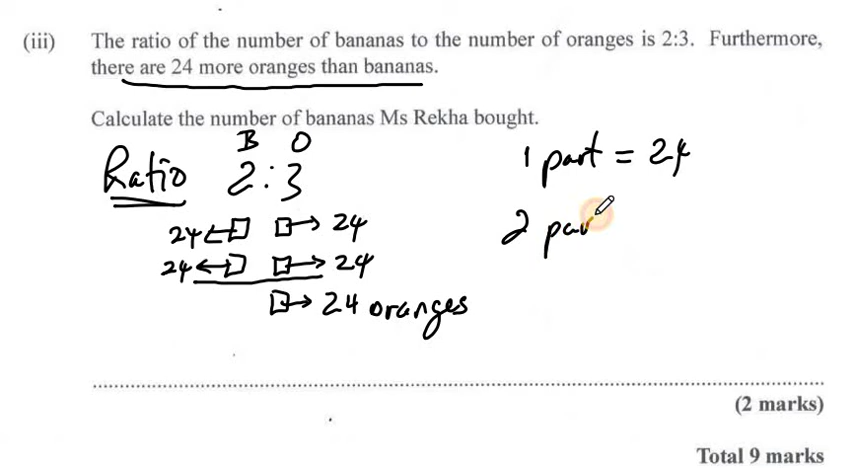 (iii) The ratio of the number of bananas to the number of oranges is 2:3. Furthermore,
there are 24 more oranges than bananas.
Calculate the number of bananas Ms Rekha bought.
B O
Ratio 2:3
1 part = 24
24 24
2 par
24 24
24 oranges
(2 marks)
Total 9 marks